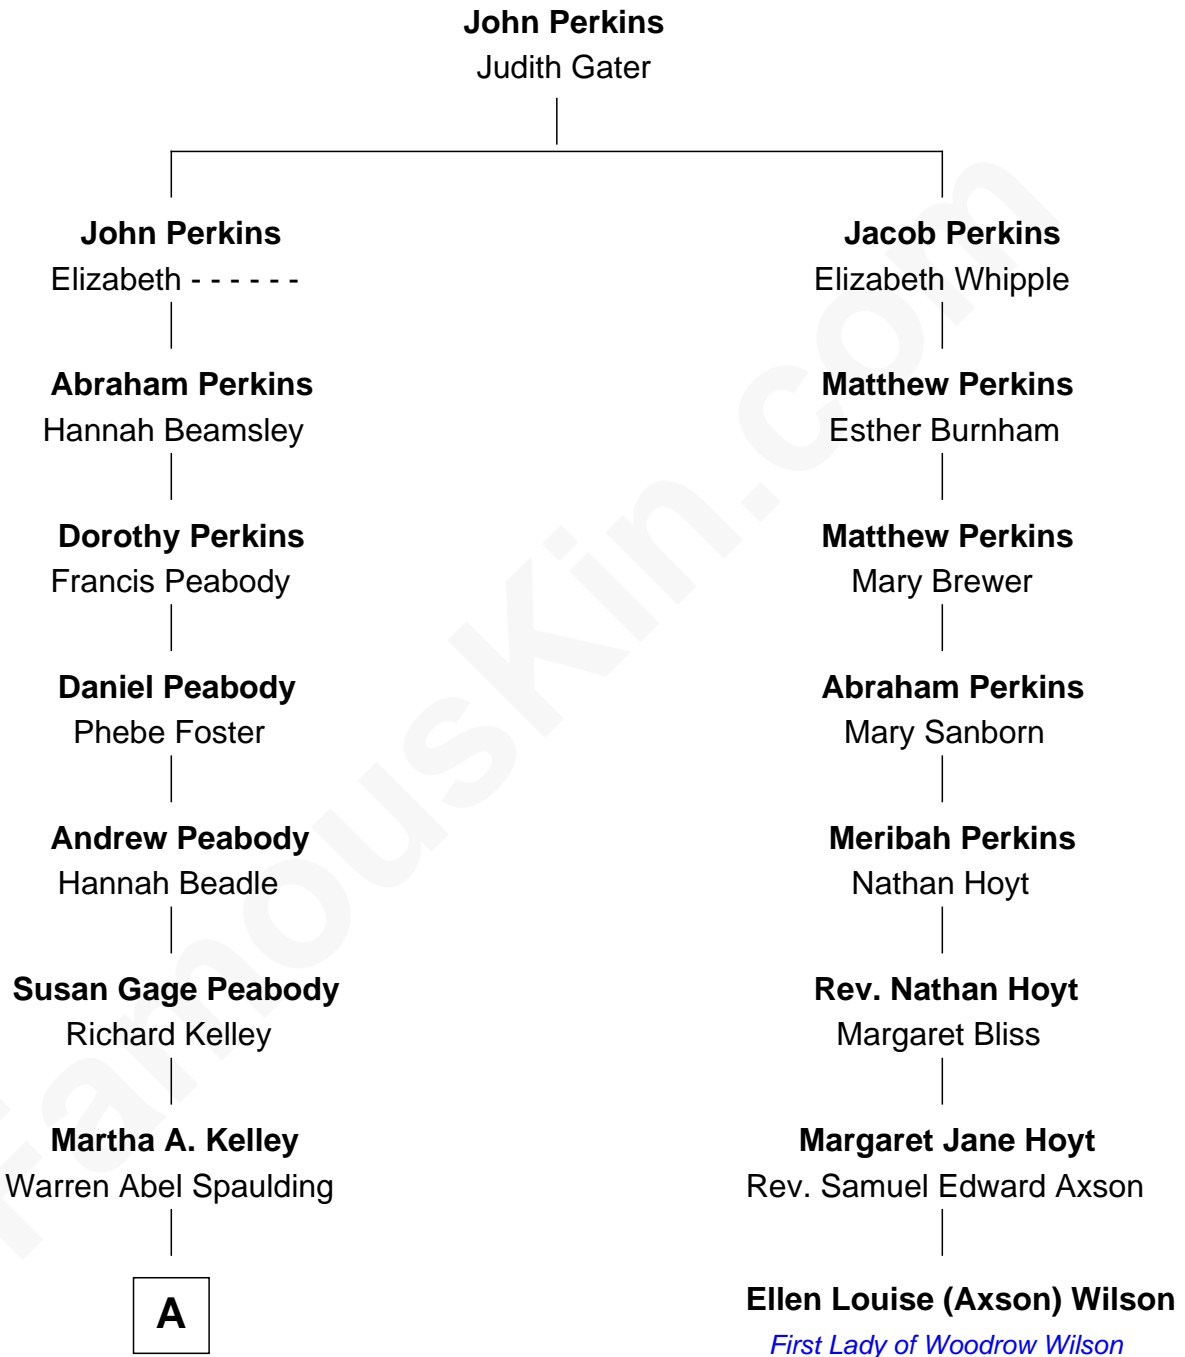 John Perkins
Judith Gater
John Perkins
Elizabeth - - - - - -
Jacob Perkins
Elizabeth Whipple
Abraham Perkins
Hannah Beamsley
Matthew Perkins
Esther Burnham
Dorothy Perkins
Francis Peabody
Matthew Perkins
Mary Brewer
Daniel Peabody
Phebe Foster
Abraham Perkins
Mary Sanborn
Andrew Peabody
Hannah Beadle
Meribah Perkins
Nathan Hoyt
Susan Gage Peabody
Richard Kelley
Rev. Nathan Hoyt
Margaret Bliss
Martha A. Kelley
Warren Abel Spaulding
Margaret Jane Hoyt
Rev. Samuel Edward Axson
A
Ellen Louise (Axson) Wilson
First Lady of Woodrow Wilson
FamousKin.com